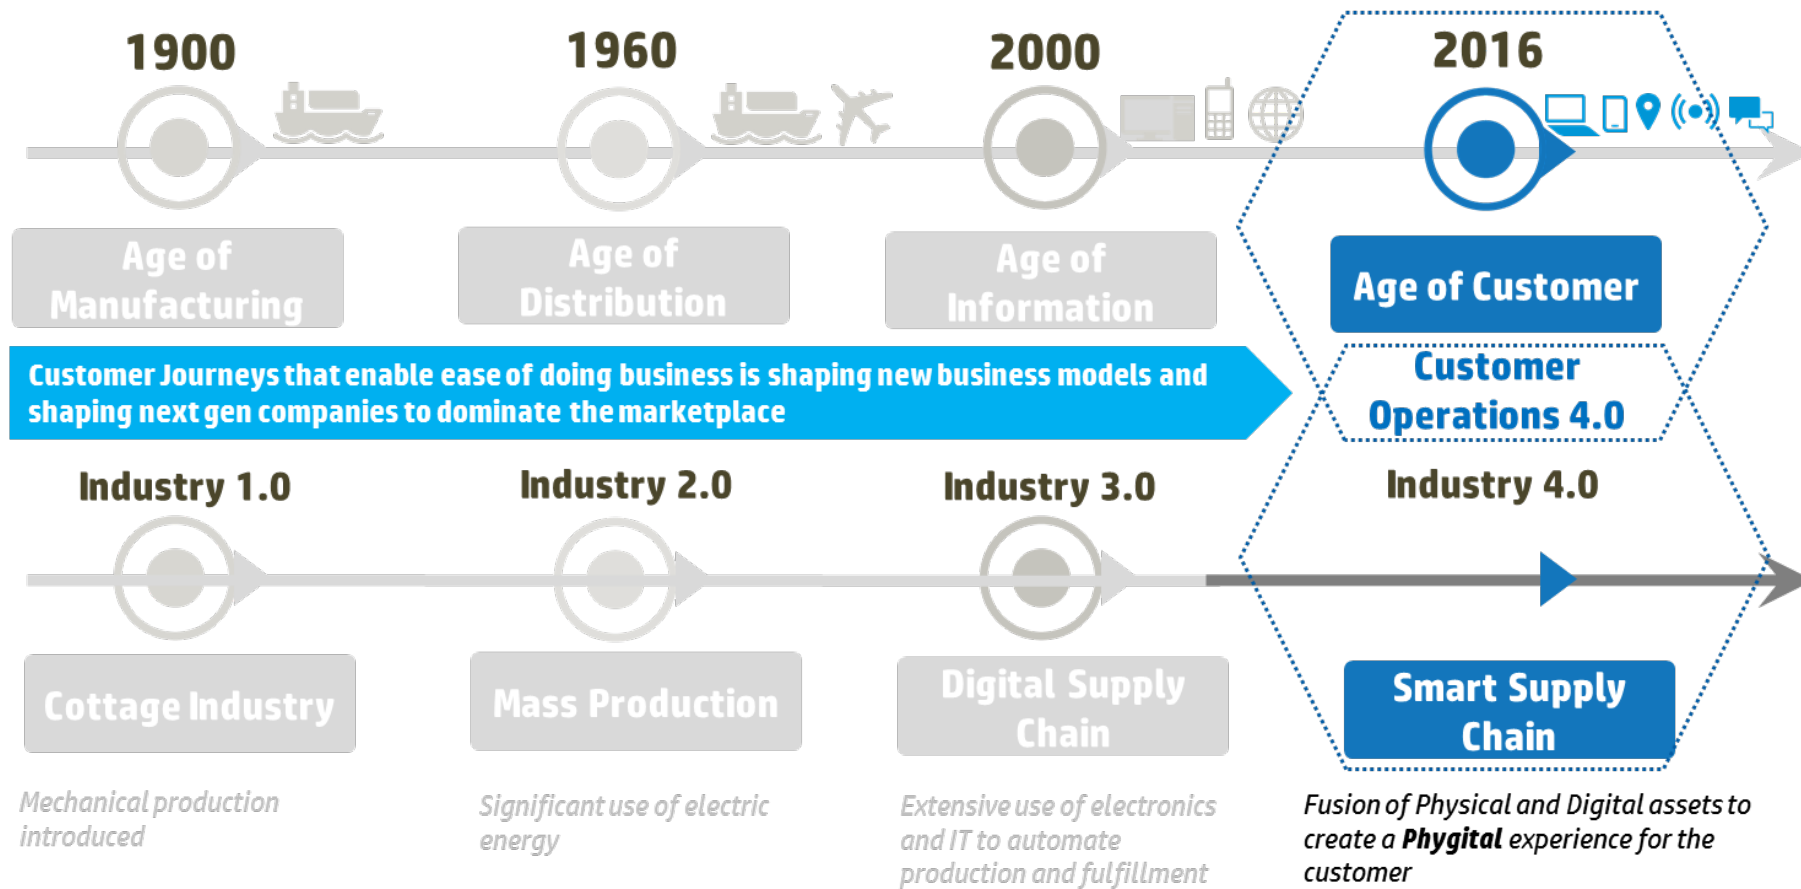 1900
1960
2000
2016
Age of
Manufacturing
Age of
Distribution
Age of
Information
Age of Customer
Customer Journeys that enable ease of doing business is shaping new business models and
shaping next gen companies to dominate the marketplace
Customer
Operations 4.0
Industry 1.0
Industry 2.0
Industry 3.0
Industry 4.0
Cottage Industry
Mass Production
Digital Supply
Chain
Smart Supply
Chain
Mechanical production
introduced
Significant use of electric
energy
Extensive use of electronics
and IT to automate
production and fulfillment
Fusion of Physical and Digital assets to
create a Phygital experience for the
customer